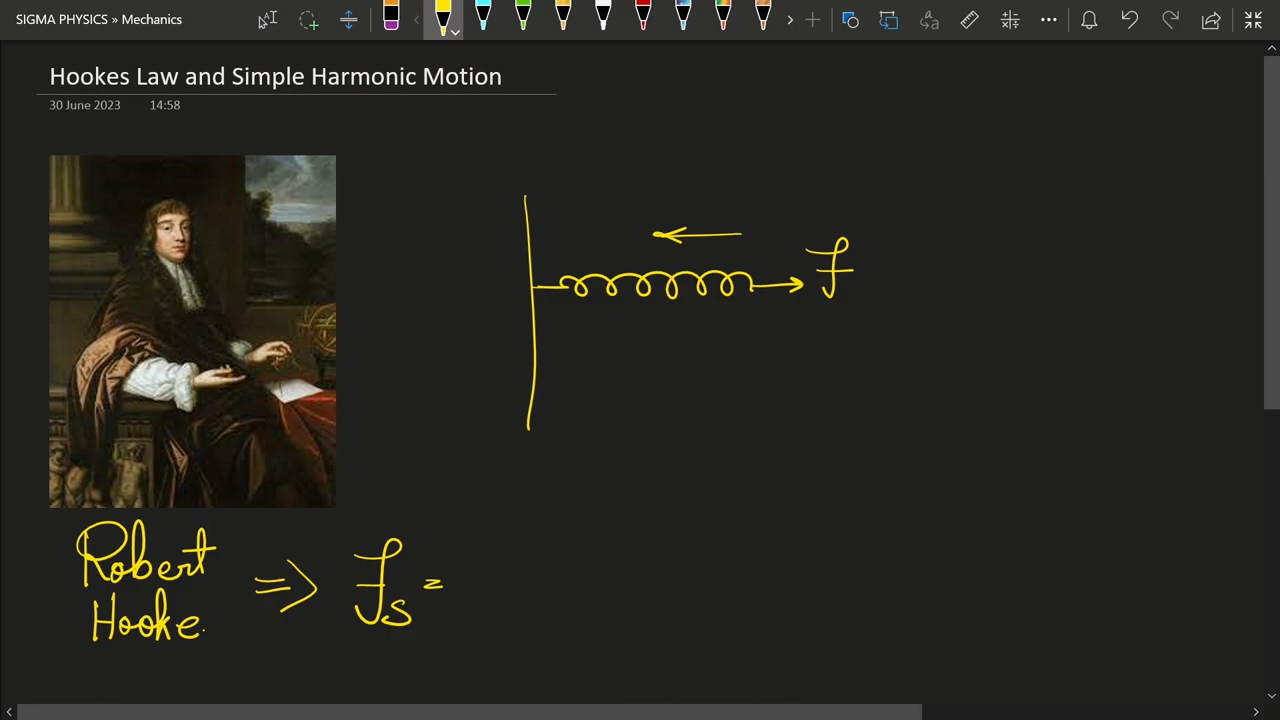 SIGMA PHYSICS » Mechanics
Hookes Law and Simple Harmonic Motion
30 June 2023 14:58
F
Robert
Hooke
=> Fs =